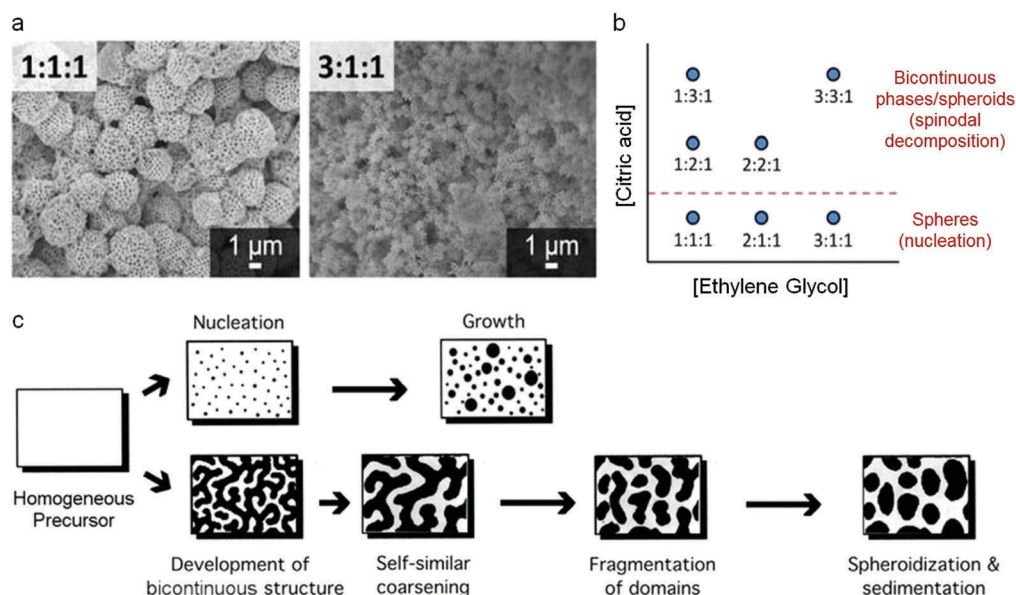 a
1:1:1
1 µm
3:1:1
1 µm
b
[Citric acid]
1:3:1
3:3:1
1:2:1
2:2:1
1:1:1
2:1:1
3:1:1
[Ethylene Glycol]
Bicontinuous
phases/spheroids
(spinodal
decomposition)
Spheres
(nucleation)
c
Homogeneous
Precursor
Nucleation
Growth
Development of
bicontinuous structure
Self-similar
coarsening
Fragmentation
of domains
Spheroidization &
sedimentation